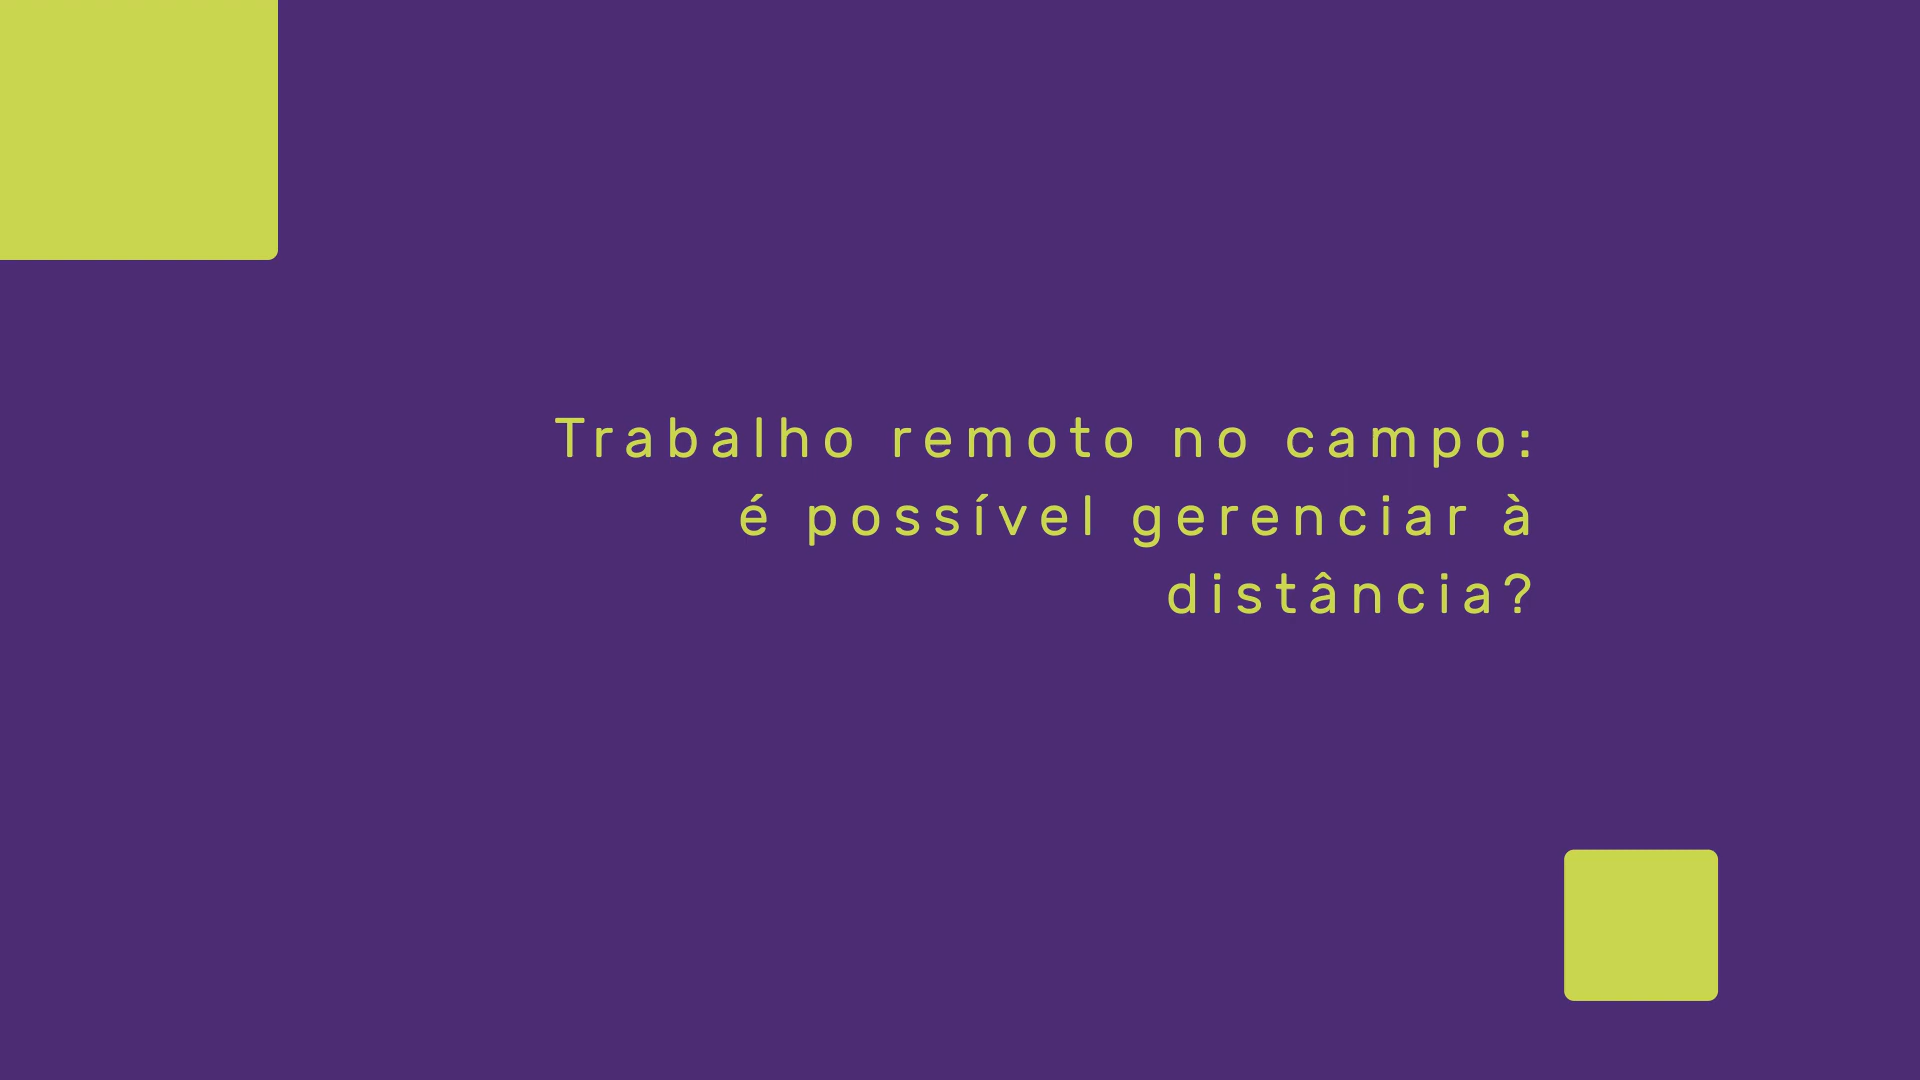 Trabalho remoto no campo:
é possível gerenciar à
distância?